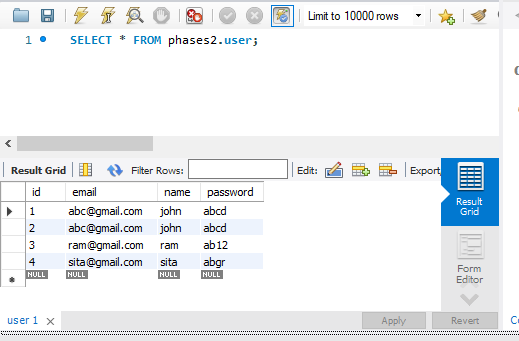 Limit to 10000 rows
1 SELECT * FROM phases2.user;
Result Grid Filter Rows: Edit: Export/
id email name password
1 abc@gmail.com john abcd
2 abc@gmail.com john abcd
3 ram@gmail.com ram ab12
4 sita@gmail.com sita abgr
NULL NULL NULL NULL
Result
Grid
Form
Editor
user 1 Apply Revert